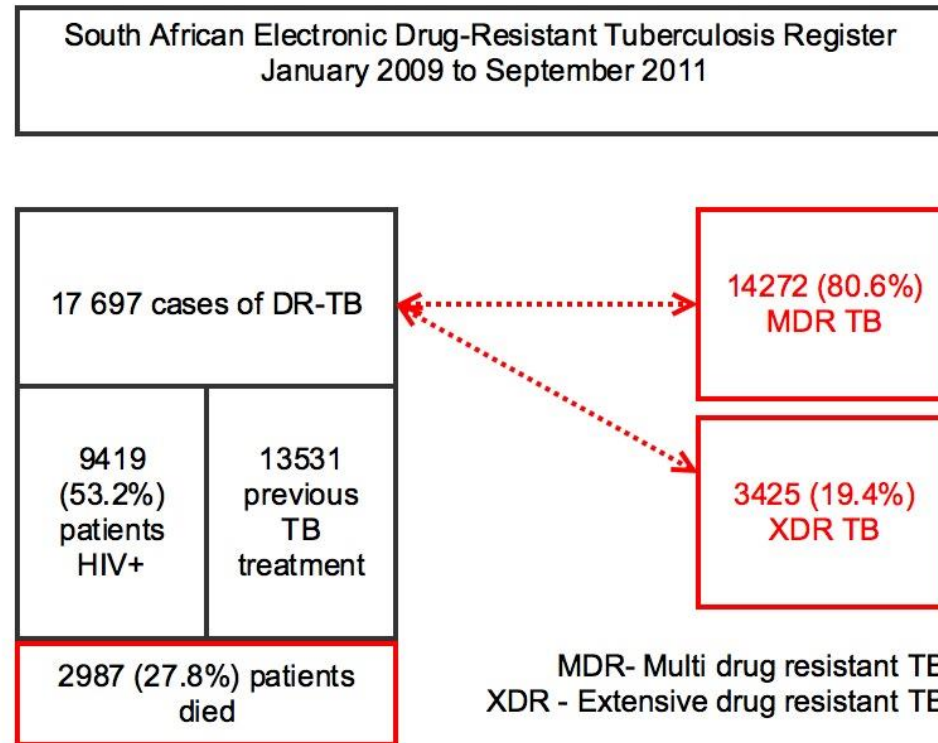 South African Electronic Drug-Resistant Tuberculosis Register
January 2009 to September 2011
17 697 cases of DR-TB
14272 (80.6%)
MDR TB
9419
(53.2%)
patients
HIV+
13531
previous
TB
treatment
3425 (19.4%)
XDR TB
2987 (27.8%) patients
died
MDR- Multi drug resistant TB
XDR - Extensive drug resistant TB